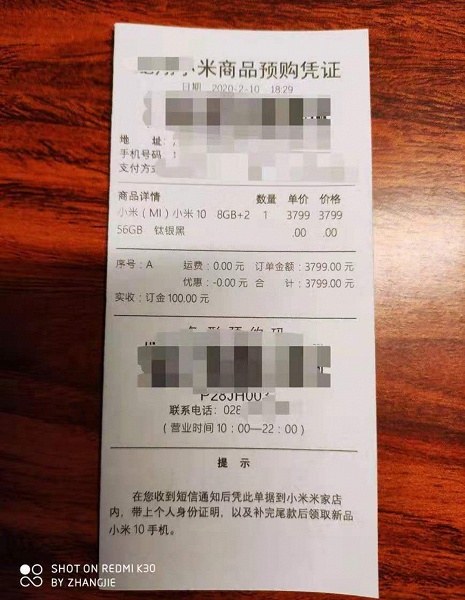 小米商品预购凭证
日期 2020-2-10 18:29
地 址:
手机号码
支付方式
商品详情 数量 单价 价格
小米（MI）小米10 8GB+2 1 3799 3799
56GB 钛银黑 .00 .00
序号：A 运费：0.00 元 订单金额：3799.00 元
优惠：-0.00 元 合 计：3799.00 元
实收：订金 100.00 元
P28JH00
联系电话：028
（营业时间10：00—22：00）
提 示
在您收到短信通知后凭此单据到小米米家店
内，带上个人身份证明，以及补完尾款后领取新品
小米 10 手机。
SHOT ON REDMI K30
BY ZHANGJIE